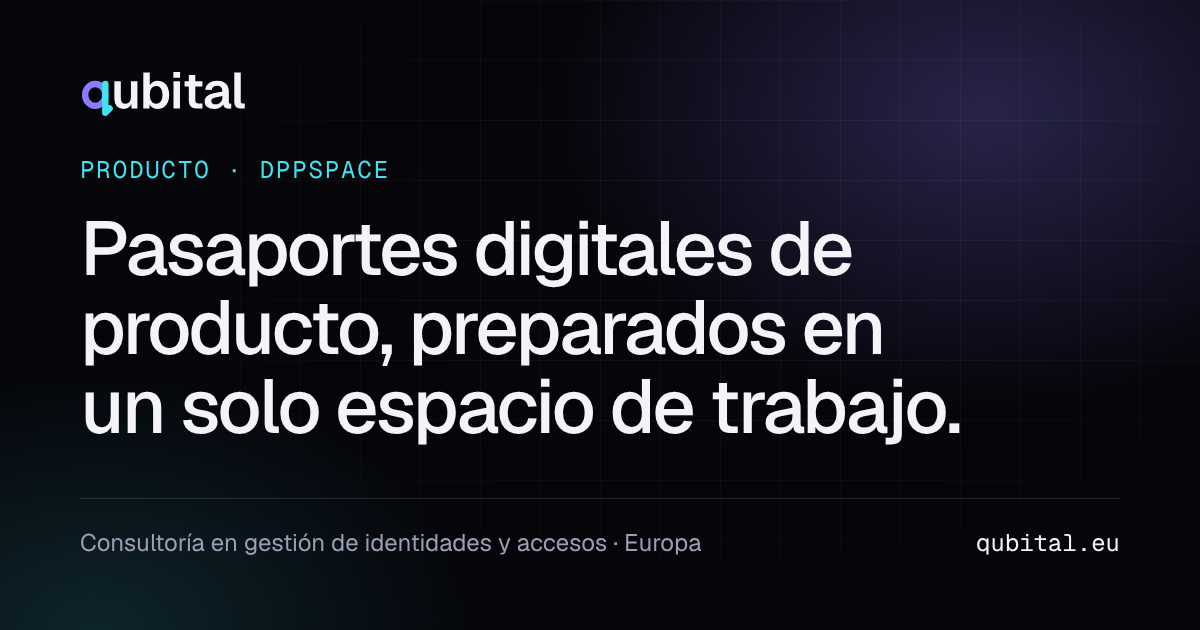 qubital
PRODUCTO · DPPSPACE
Pasaportes digitales de
producto, preparados en
un solo espacio de trabajo.
Consultoría en gestión de identidades y accesos · Europa
qubital.eu